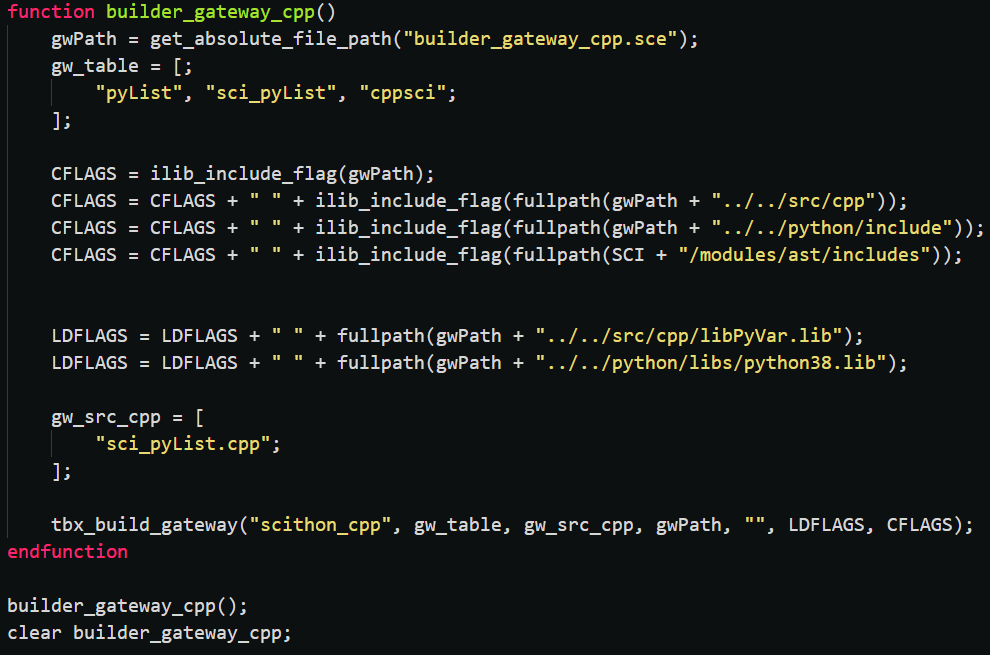 function builder_gateway_cpp()
    gwPath = get_absolute_file_path("builder_gateway_cpp.sce");
    gw_table = [;
        "pyList", "sci_pyList", "cppsci";
    ];
    CFLAGS = ilib_include_flag(gwPath);
    CFLAGS = CFLAGS + " " + ilib_include_flag(fullpath(gwPath + "../../src/cpp"));
    CFLAGS = CFLAGS + " " + ilib_include_flag(fullpath(gwPath + "../../python/include"));
    CFLAGS = CFLAGS + " " + ilib_include_flag(fullpath(SCI + "/modules/ast/includes"));
    LDFLAGS = LDFLAGS + " " + fullpath(gwPath + "../../src/cpp/libPyVar.lib");
    LDFLAGS = LDFLAGS + " " + fullpath(gwPath + "../../python/libs/python38.lib");
    gw_src_cpp = [
        "sci_pyList.cpp";
    ];
    tbx_build_gateway("scithon_cpp", gw_table, gw_src_cpp, gwPath, "", LDFLAGS, CFLAGS);
endfunction
builder_gateway_cpp();
clear builder_gateway_cpp;